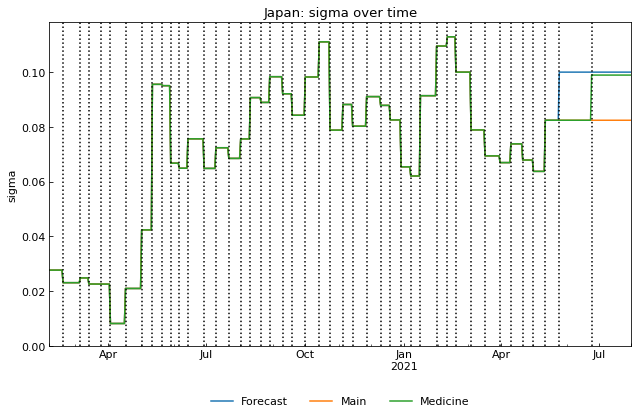 Japan: sigma over time
sigma
0.10
0.08
0.06
0.04
0.02
0.00
Apr Jul Oct Jan Apr Jul
2021
Forecast Main Medicine